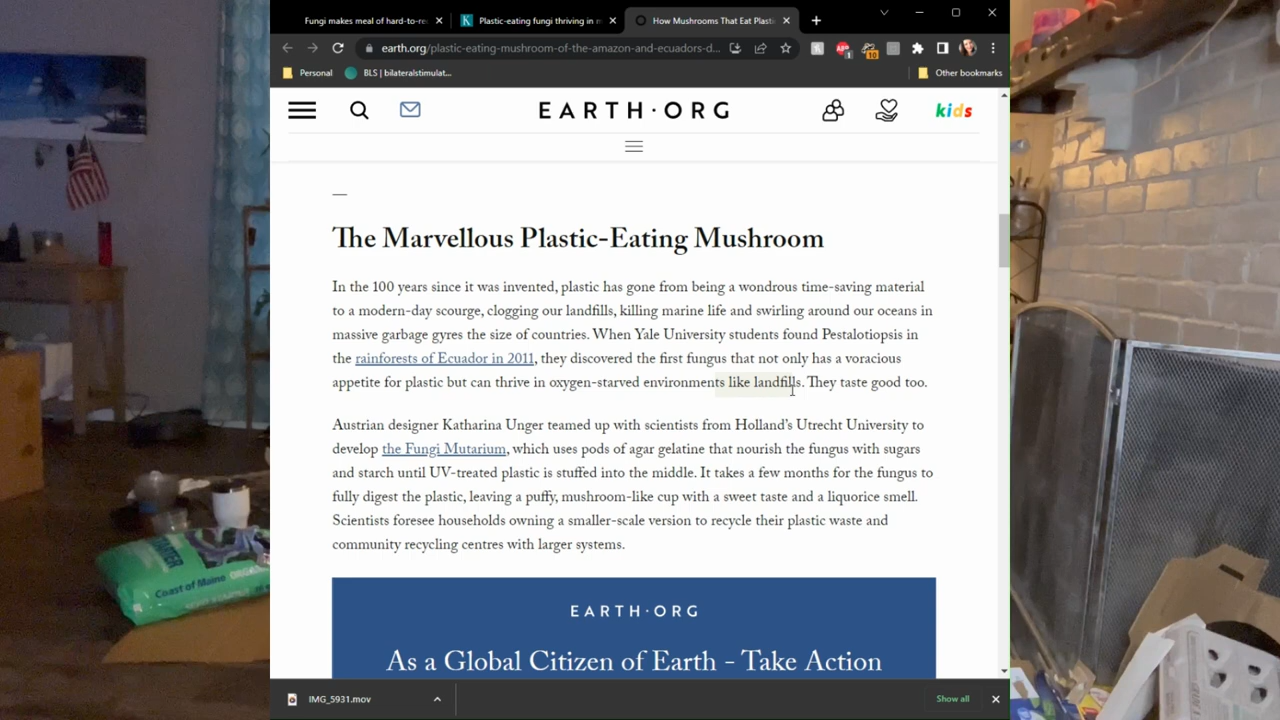 Fungi makes meal of hard-to-re
Plastic-eating fungi thriving in m
How Mushrooms That Eat Plastic
earth.org/plastic-eating-mushroom-of-the-amazon-and-ecuadors-d...
Personal
BLS | bilateralstimulat...
Other bookmarks
EARTH·ORG
kids
The Marvellous Plastic-Eating Mushroom
In the 100 years since it was invented, plastic has gone from being a wondrous time-saving material
to a modern-day scourge, clogging our landfills, killing marine life and swirling around our oceans in
massive garbage gyres the size of countries. When Yale University students found Pestalotiopsis in
the rainforests of Ecuador in 2011, they discovered the first fungus that not only has a voracious
appetite for plastic but can thrive in oxygen-starved environments like landfills. They taste good too.
Austrian designer Katharina Unger teamed up with scientists from Holland's Utrecht University to
develop the Fungi Mutarium, which uses pods of agar gelatine that nourish the fungus with sugars
and starch until UV-treated plastic is stuffed into the middle. It takes a few months for the fungus to
fully digest the plastic, leaving a puffy, mushroom-like cup with a sweet taste and a liquorice smell.
Scientists foresee households owning a smaller-scale version to recycle their plastic waste and
community recycling centres with larger systems.
Coast of Maine
EARTH·ORG
As a Global Citizen of Earth - Take Action
IMG_5931.mov
Show all